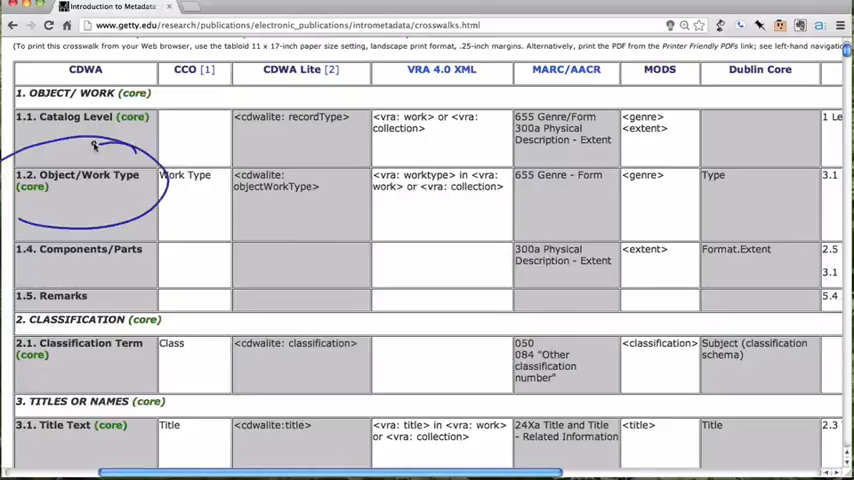 Introduction to Metadata
www.getty.edu/research/publications/electronic_publications/intrometadata/crosswalks.html
(To print this crosswalk from your Web browser, use the tabloid 11 x 17-inch paper size setting, landscape print format, .25-inch margins. Alternatively, print the PDF from the Printer Friendly PDFs link; see left-hand navigation
CDWA CCO [1] CDWA Lite [2] VRA 4.0 XML MARC/AACR MODS Dublin Core
1. OBJECT/ WORK (core)
1.1. Catalog Level (core) <cdwalite: recordType> <vra: work> or <vra: 655 Genre/Form <genre> 1 Le
collection> 300a Physical <extent>
Description - Extent
1.2. Object/Work Type Work Type <cdwalite: <vra: worktype> in <vra: 655 Genre - Form <genre> Type 3.1
(core) objectWorkType> work> or <vra: collection>
1.4. Components/Parts 300a Physical <extent> Format.Extent 2.5
Description - Extent
3.1
1.5. Remarks 5.4
2. CLASSIFICATION (core)
2.1. Classification Term Class <cdwalite: classification> 050 <classification> Subject (classification
(core) 084 "Other schema)
classification
number"
3. TITLES OR NAMES (core)
3.1. Title Text (core) Title <cdwalite:title> <vra: title> in <vra: work> 24Xa Title and Title <title> Title 2.3
or <vra: collection> - Related Information